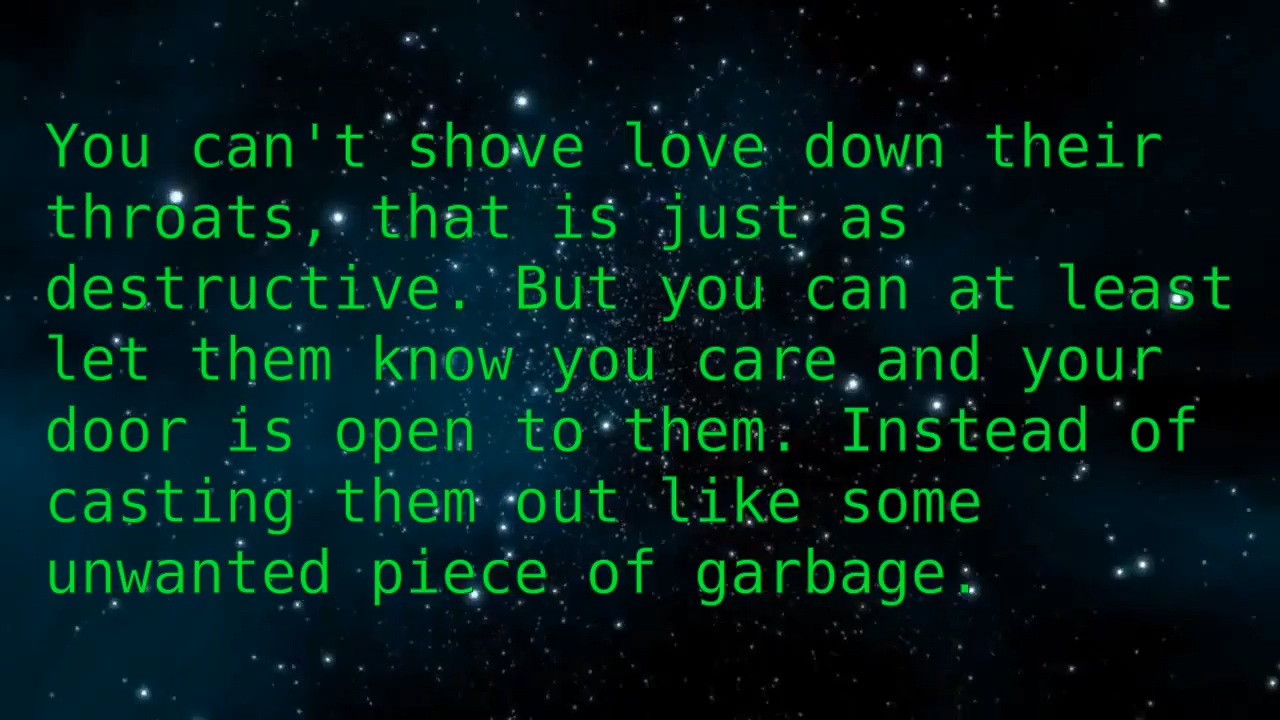 You can't shove love down their
throats, that is just as
destructive. But you can at least
let them know you care and your
door is open to them. Instead of
casting them out like some
unwanted piece of garbage.